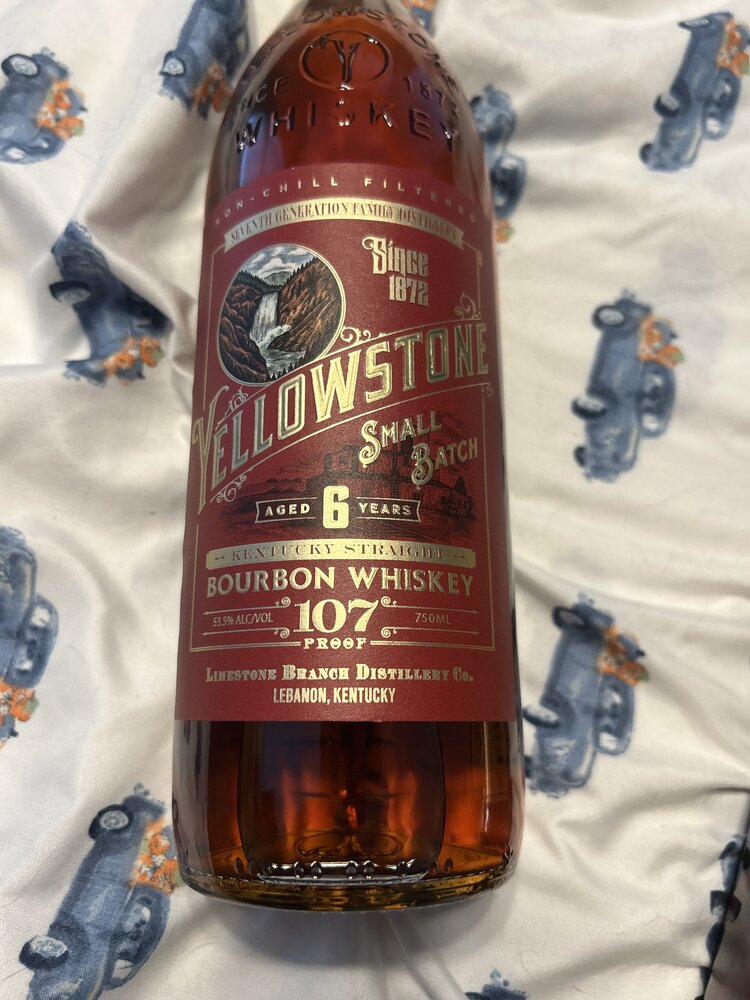 YELLOWSTONE
SINCE 1872
WHISKEY
NON-CHILL FILTERED
SEVENTH GENERATION FAMILY DISTILLERS
Since
1872
YELLOWSTONE
SMALL
BATCH
AGED 6 YEARS
KENTUCKY STRAIGHT
BOURBON WHISKEY
53.5% ALC/VOL 107 750ML
PROOF
LIMESTONE BRANCH DISTILLERY CO.
LEBANON, KENTUCKY